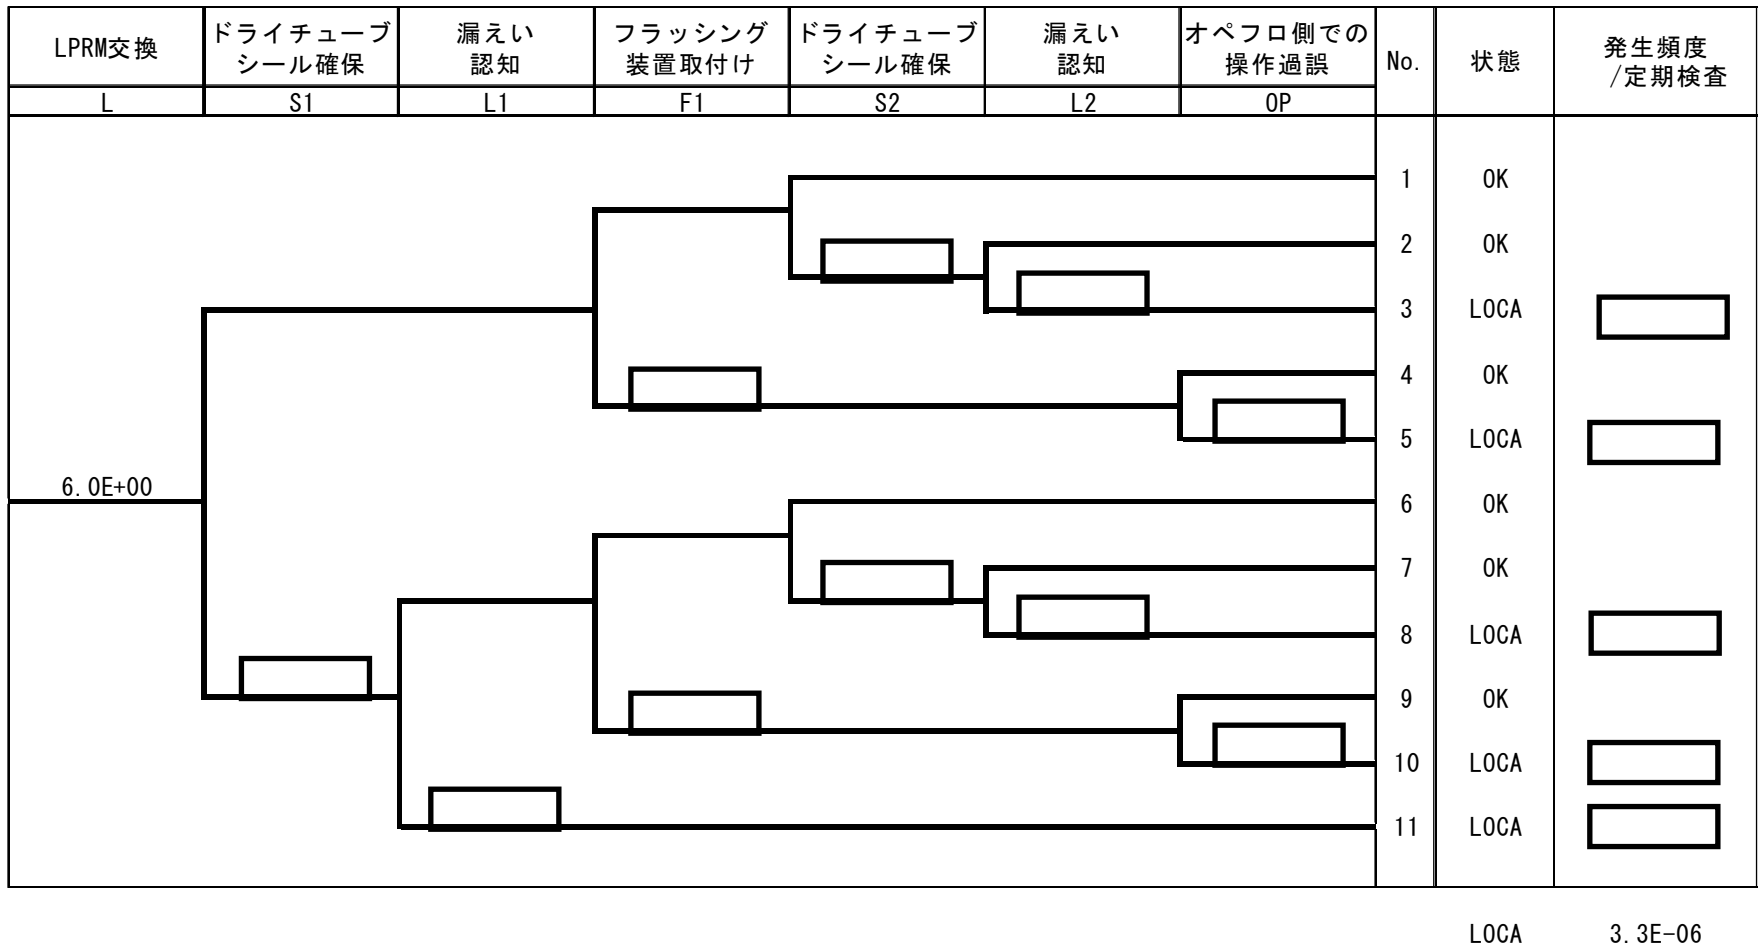 LPRM交換
ドライチューブ
シール確保
漏えい
認知
フラッシング
装置取付け
ドライチューブ
シール確保
漏えい
認知
オペフロ側での
操作過誤
No.
状態
発生頻度
/定期検査
L
S1
L1
F1
S2
L2
OP
1
OK
2
OK
3
LOCA
4
OK
5
LOCA
6.0E+00
6
OK
7
OK
8
LOCA
9
OK
10
LOCA
11
LOCA
LOCA
3.3E-06